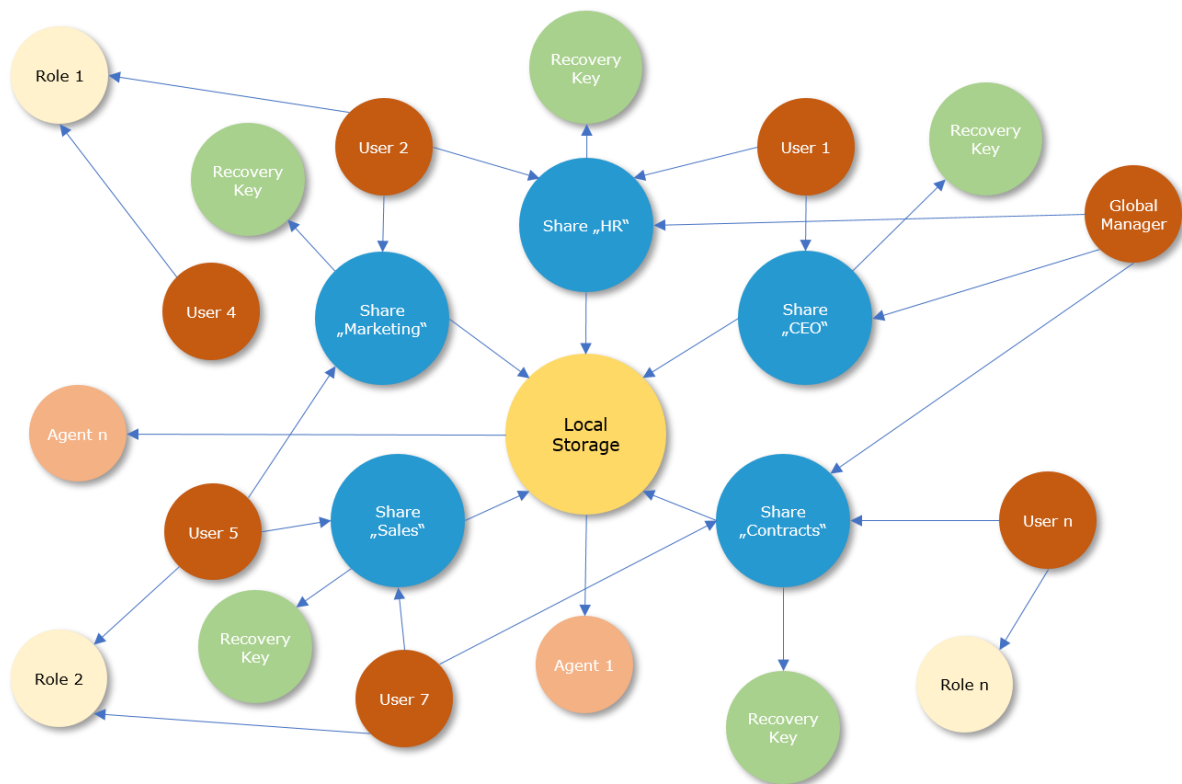 Recovery
Key
Role 1
User 2
User 1
Recovery
Key
Recovery
Key
Global
Manager
Share „HR“
User 4
Share
„Marketing“
Share
„CEO“
Local
Storage
Agent n
Share
„Sales“
Share
„Contracts“
User n
User 5
Recovery
Key
Agent 1
Role 2
User 7
Role n
Recovery
Key